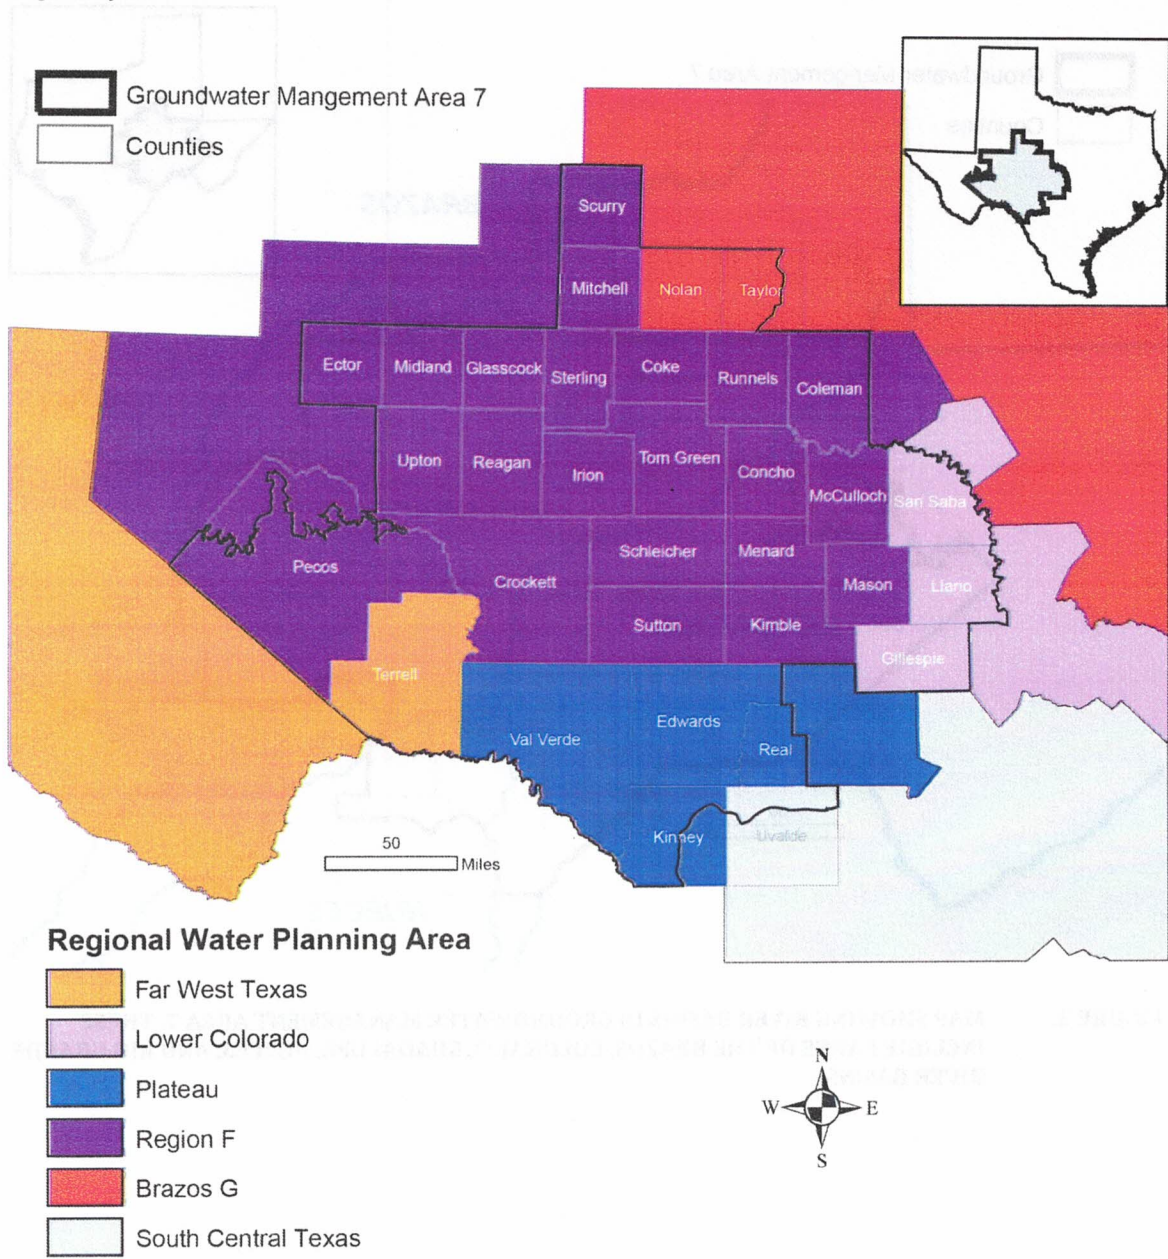 Groundwater Mangement Area 7
Counties
Scurry
Mitchell
Nolan
Taylor
Ector
Midland
Glasscock
Sterling
Coke
Runnels
Coleman
Upton
Reagan
Irion
Tom Green
Concho
McCulloch
San Saba
Pecos
Crockett
Schleicher
Menard
Mason
Llano
Sutton
Kimble
Gillespie
Terrell
Val Verde
Edwards
Real
Kinney
Uvalde
50
Miles
Regional Water Planning Area
Far West Texas
Lower Colorado
Plateau
Region F
Brazos G
South Central Texas
N
W
E
S